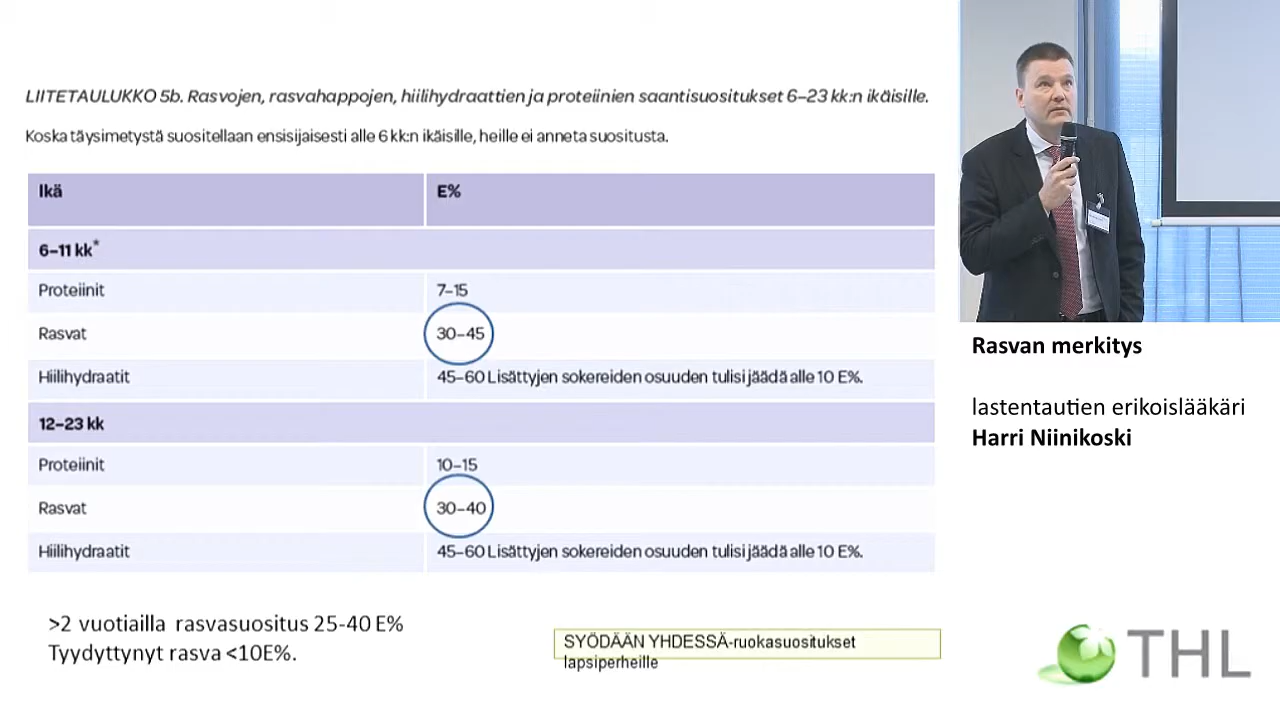 LIITETAULUKKO 5b. Rasvojen, rasvahappojen, hiilihydraattien ja proteiinien saantisuositukset 6–23 kk:n ikäisille.
Koska täysimetystä suositellaan ensisijaisesti alle 6 kk:n ikäisille, heille ei anneta suositusta.
Ikä E%
6–11 kk*
Proteiinit 7–15
Rasvat 30–45
Hiilihydraatit 45–60 Lisättyjen sokereiden osuuden tulisi jäädä alle 10 E%.
12–23 kk
Proteiinit 10–15
Rasvat 30–40
Hiilihydraatit 45–60 Lisättyjen sokereiden osuuden tulisi jäädä alle 10 E%.
>2 vuotiailla rasvasuositus 25-40 E%
Tyydyttynyt rasva <10E%.
SYÖDÄÄN YHDESSÄ-ruokasuositukset
lapsiperheille
Rasvan merkitys
lastentautien erikoislääkäri
Harri Niinikoski
THL